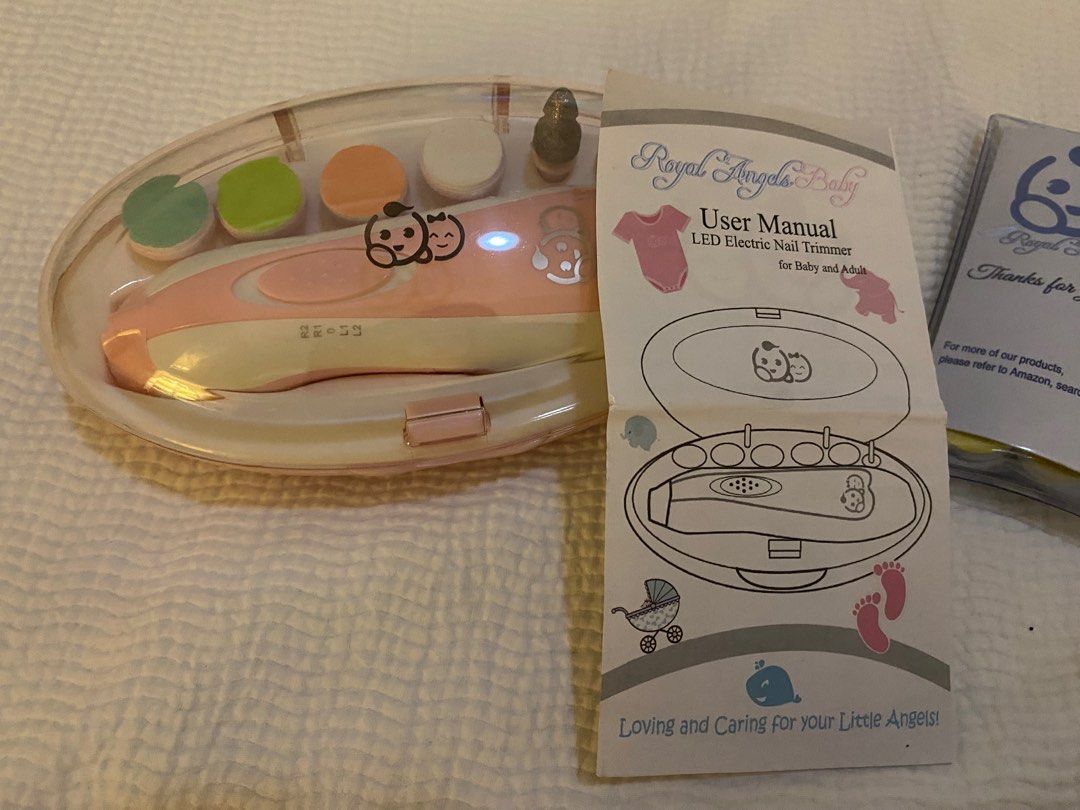 R2
R1
0
L1
L2
Royal Angels Baby
User Manual
LED Electric Nail Trimmer
for Baby and Adult
Loving and Caring for your Little Angels!
Royal
Thanks for
For more of our products,
please refer to Amazon,